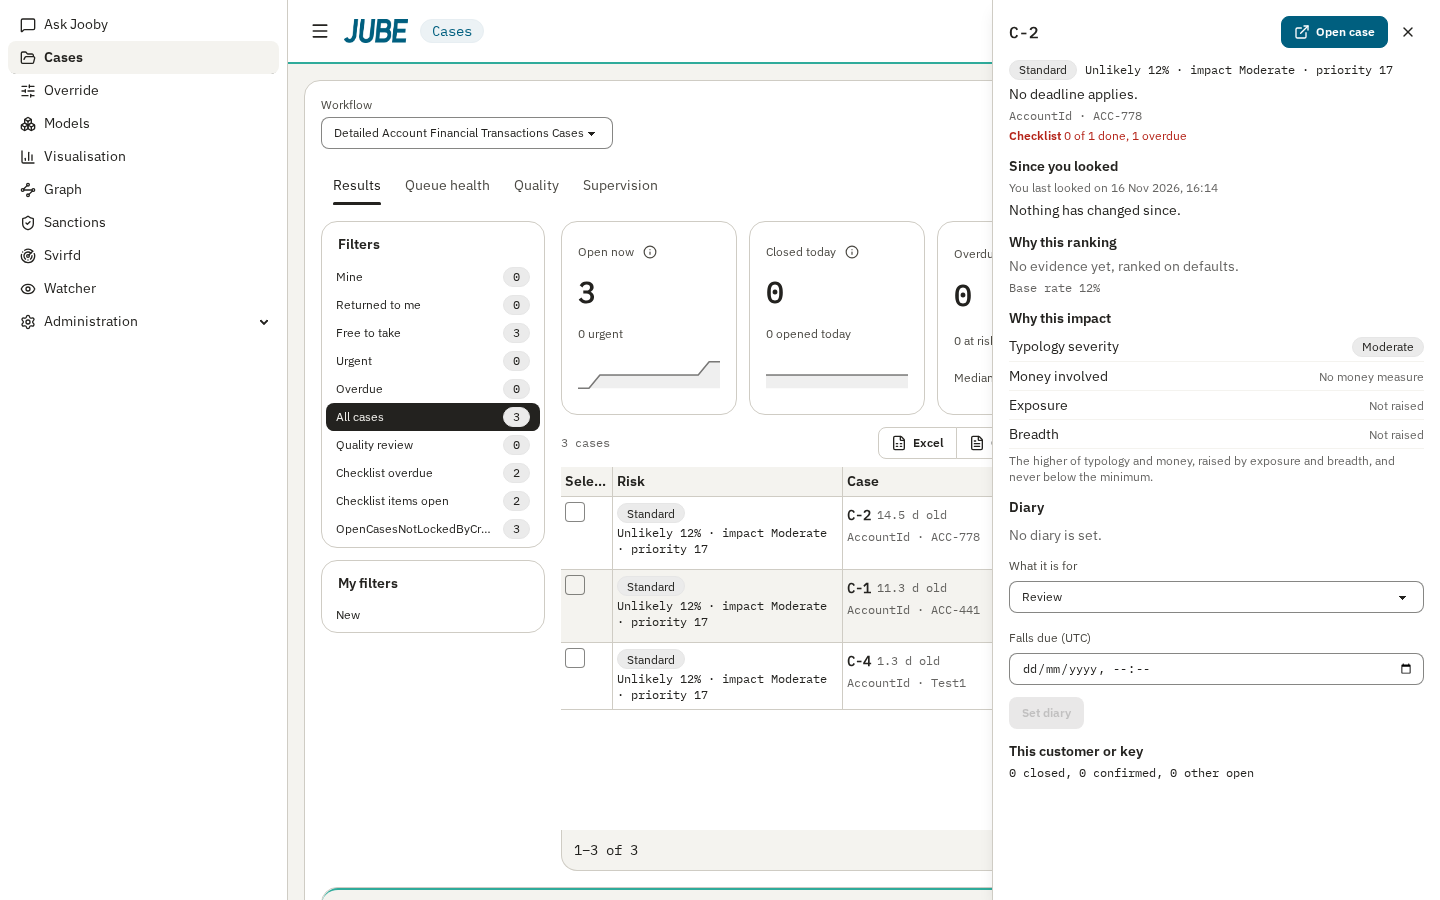 Ask Jooby
Cases
Override
Models
Visualisation
Graph
Sanctions
Svirfd
Watcher
Administration
JUBE
Cases
Workflow
Detailed Account Financial Transactions Cases
Results
Queue health
Quality
Supervision
Filters
Mine 0
Returned to me 0
Free to take 3
Urgent 0
Overdue 0
All cases 3
Quality review 0
Checklist overdue 2
Checklist items open 2
OpenCasesNotLockedByCr... 3
My filters
New
Open now
3
0 urgent
Closed today
0
0 opened today
0
3 cases
Excel
Sele... Risk Case
Standard
Unlikely 12% · impact Moderate
· priority 17
C-2 14.5 d old
AccountId · ACC-778
Standard
Unlikely 12% · impact Moderate
· priority 17
C-1 11.3 d old
AccountId · ACC-441
Standard
Unlikely 12% · impact Moderate
· priority 17
C-4 1.3 d old
AccountId · Test1
1–3 of 3
C-2
Open case
Standard Unlikely 12% · impact Moderate · priority 17
No deadline applies.
AccountId · ACC-778
Checklist 0 of 1 done, 1 overdue
Since you looked
You last looked on 16 Nov 2026, 16:14
Nothing has changed since.
Why this ranking
No evidence yet, ranked on defaults.
Base rate 12%
Why this impact
Typology severity Moderate
Money involved No money measure
Exposure Not raised
Breadth Not raised
The higher of typology and money, raised by exposure and breadth, and
never below the minimum.
Diary
No diary is set.
What it is for
Review
Falls due (UTC)
dd/mm/yyyy, --:--
Set diary
This customer or key
0 closed, 0 confirmed, 0 other open